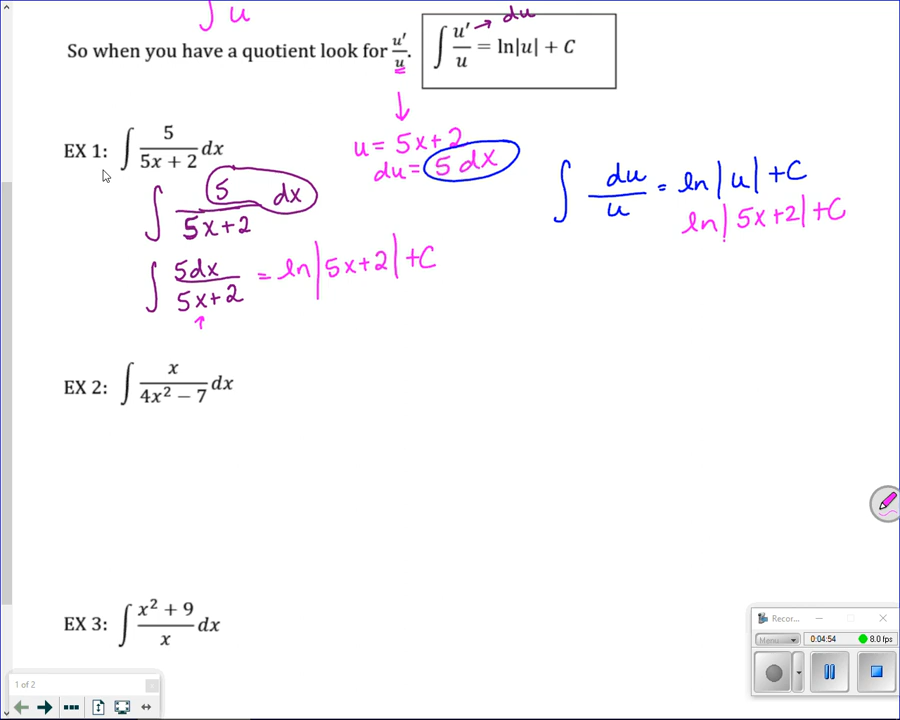 ∫ u
So when you have a quotient look for u'/u. ∫ u'/u = ln|u| + C
→ du
↓
u = 5x+2
du = 5 dx
EX 1: ∫ 5/(5x + 2) dx
∫ du/u = ln|u| + C
ln|5x+2| + C
∫ 5 dx/(5x+2)
∫ 5dx/(5x+2) = ln|5x+2| + C
↑
EX 2: ∫ x/(4x² − 7) dx
EX 3: ∫ (x² + 9)/x dx
Recor...
Menu
0:04:54
8.0 fps
1 of 2